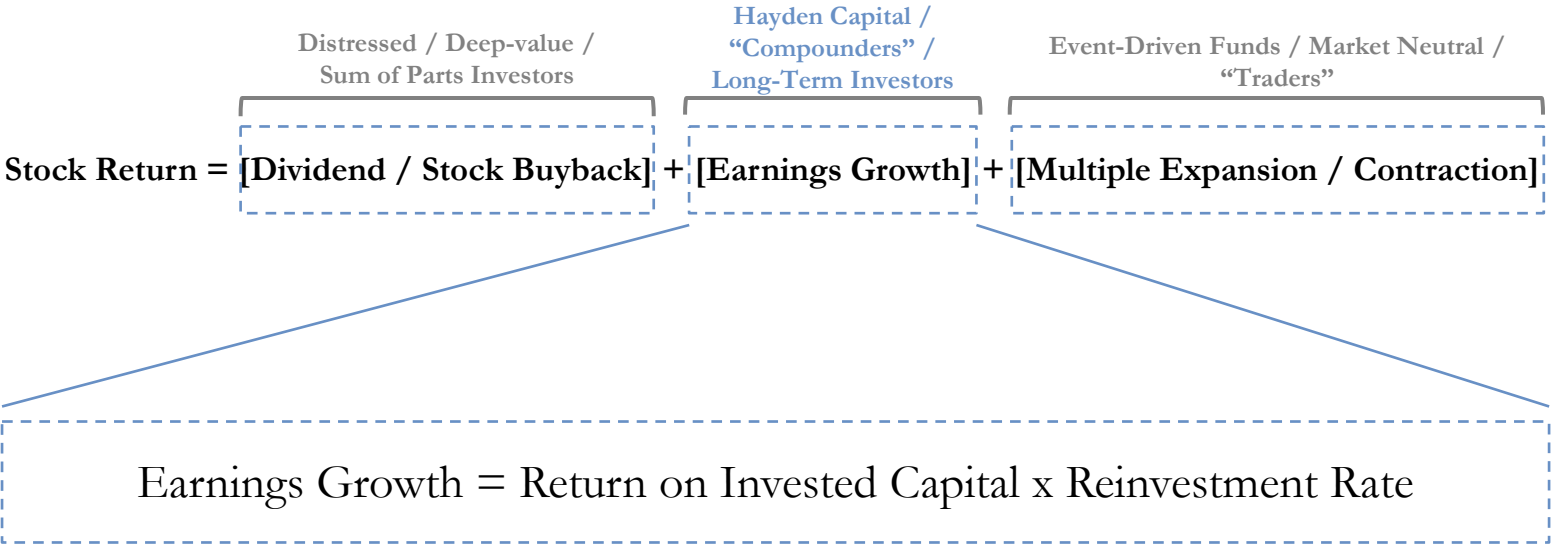 Distressed / Deep-value /
Sum of Parts Investors
Hayden Capital /
“Compounders” /
Long-Term Investors
Event-Driven Funds / Market Neutral /
“Traders”
Stock Return = [Dividend / Stock Buyback] + [Earnings Growth] + [Multiple Expansion / Contraction]
Earnings Growth = Return on Invested Capital x Reinvestment Rate